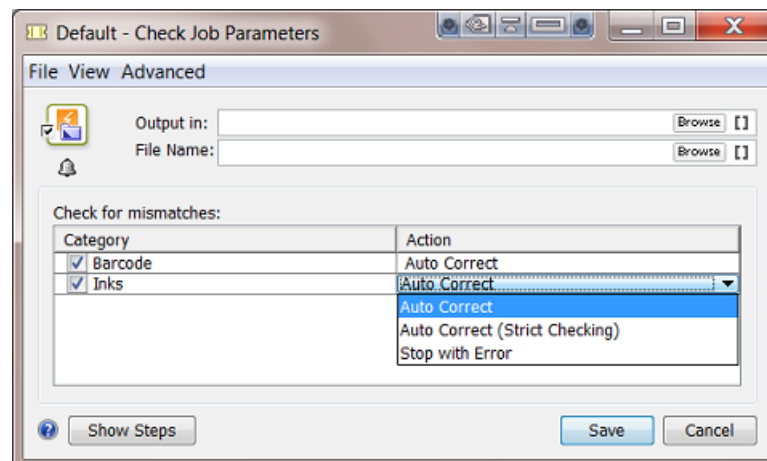 Default - Check Job Parameters
File View Advanced
Output in: Browse []
File Name: Browse []
Check for mismatches:
Category Action
Barcode Auto Correct
Inks Auto Correct
Auto Correct
Auto Correct (Strict Checking)
Stop with Error
? Show Steps Save Cancel